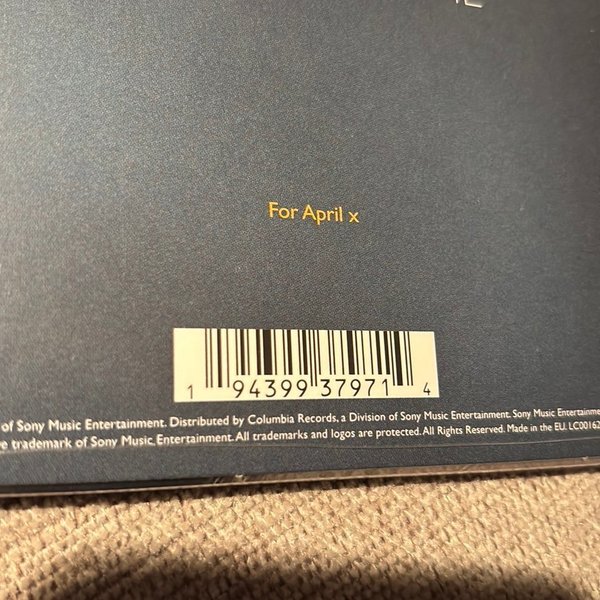 For April x
1 94399 37971 4
of Sony Music Entertainment. Distributed by Columbia Records, a Division of Sony Music Entertainment. Sony Music
trademark of Sony Music Entertainment. All trademarks and logos are protected. All Rights Reserved. Made in the EU. LC00162